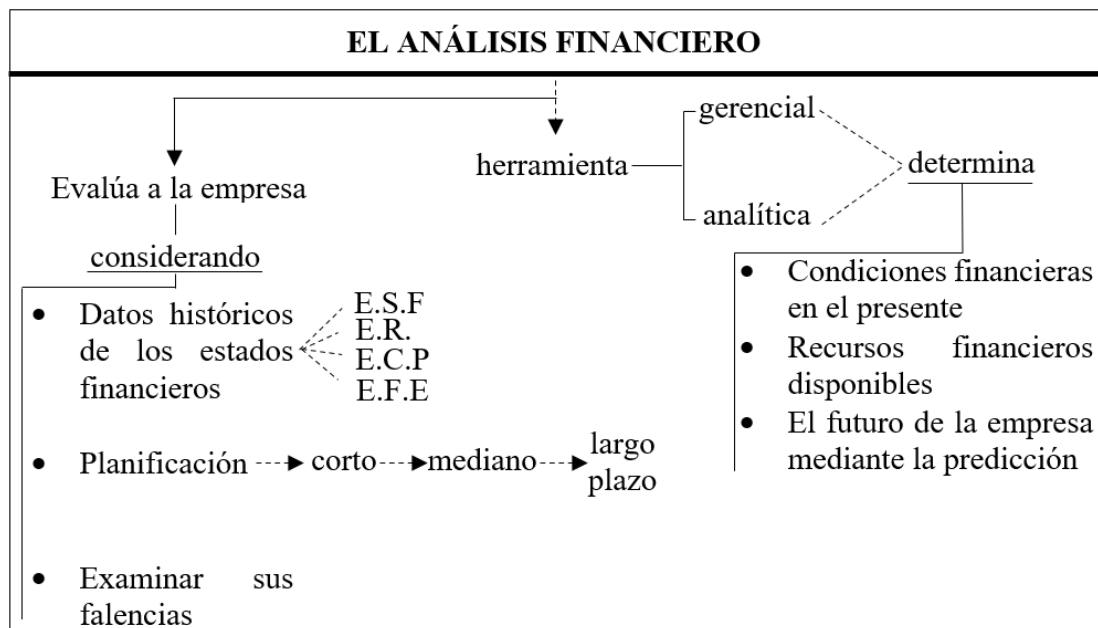 EL ANÁLISIS FINANCIERO
Evalúa a la empresa
considerando
• Datos históricos
de los estados
financieros
E.S.F
E.R.
E.C.P
E.F.E
• Planificación
corto
mediano
largo
plazo
• Examinar sus
falencias
herramienta
gerencial
analítica
determina
• Condiciones financieras
en el presente
• Recursos financieros
disponibles
• El futuro de la empresa
mediante la predicción